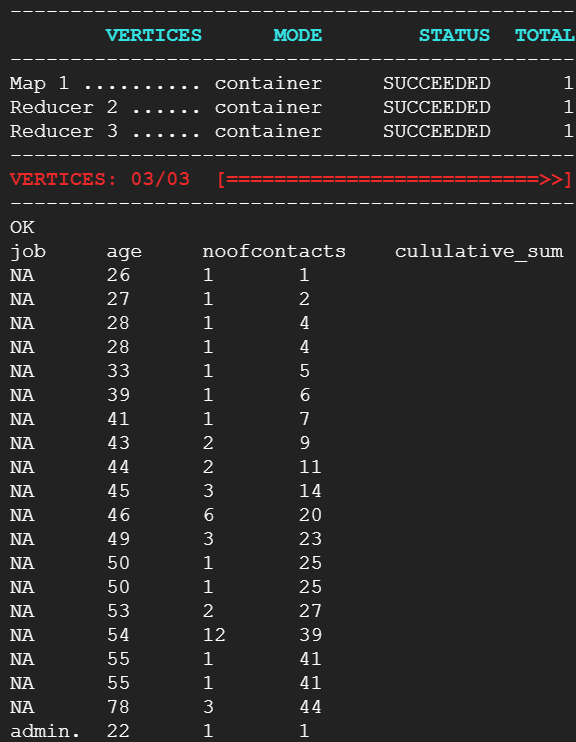 -----------------------------------------------
        VERTICES      MODE        STATUS  TOTAL
-----------------------------------------------
Map 1 .......... container     SUCCEEDED      1
Reducer 2 ...... container     SUCCEEDED      1
Reducer 3 ...... container     SUCCEEDED      1
-----------------------------------------------
VERTICES: 03/03  [==========================>>]
-----------------------------------------------
OK
job     age     noofcontacts    cululative_sum
NA      26      1       1
NA      27      1       2
NA      28      1       4
NA      28      1       4
NA      33      1       5
NA      39      1       6
NA      41      1       7
NA      43      2       9
NA      44      2       11
NA      45      3       14
NA      46      6       20
NA      49      3       23
NA      50      1       25
NA      50      1       25
NA      53      2       27
NA      54      12      39
NA      55      1       41
NA      55      1       41
NA      78      3       44
admin.  22      1       1